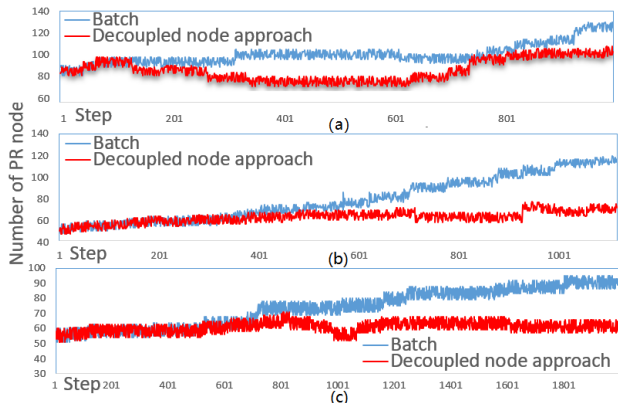 Number of PR node
140
120
100
80
60
Batch
Decoupled node approach
1 Step 201 401 601 801
(a)
140
120
100
80
60
40
Batch
Decoupled node approach
1 Step 201 401 601 801 1001
(b)
100
90
80
70
60
50
40
30
Batch
Decoupled node approach
1 Step 201 401 601 801 1001 1201 1401 1601 1801
(c)